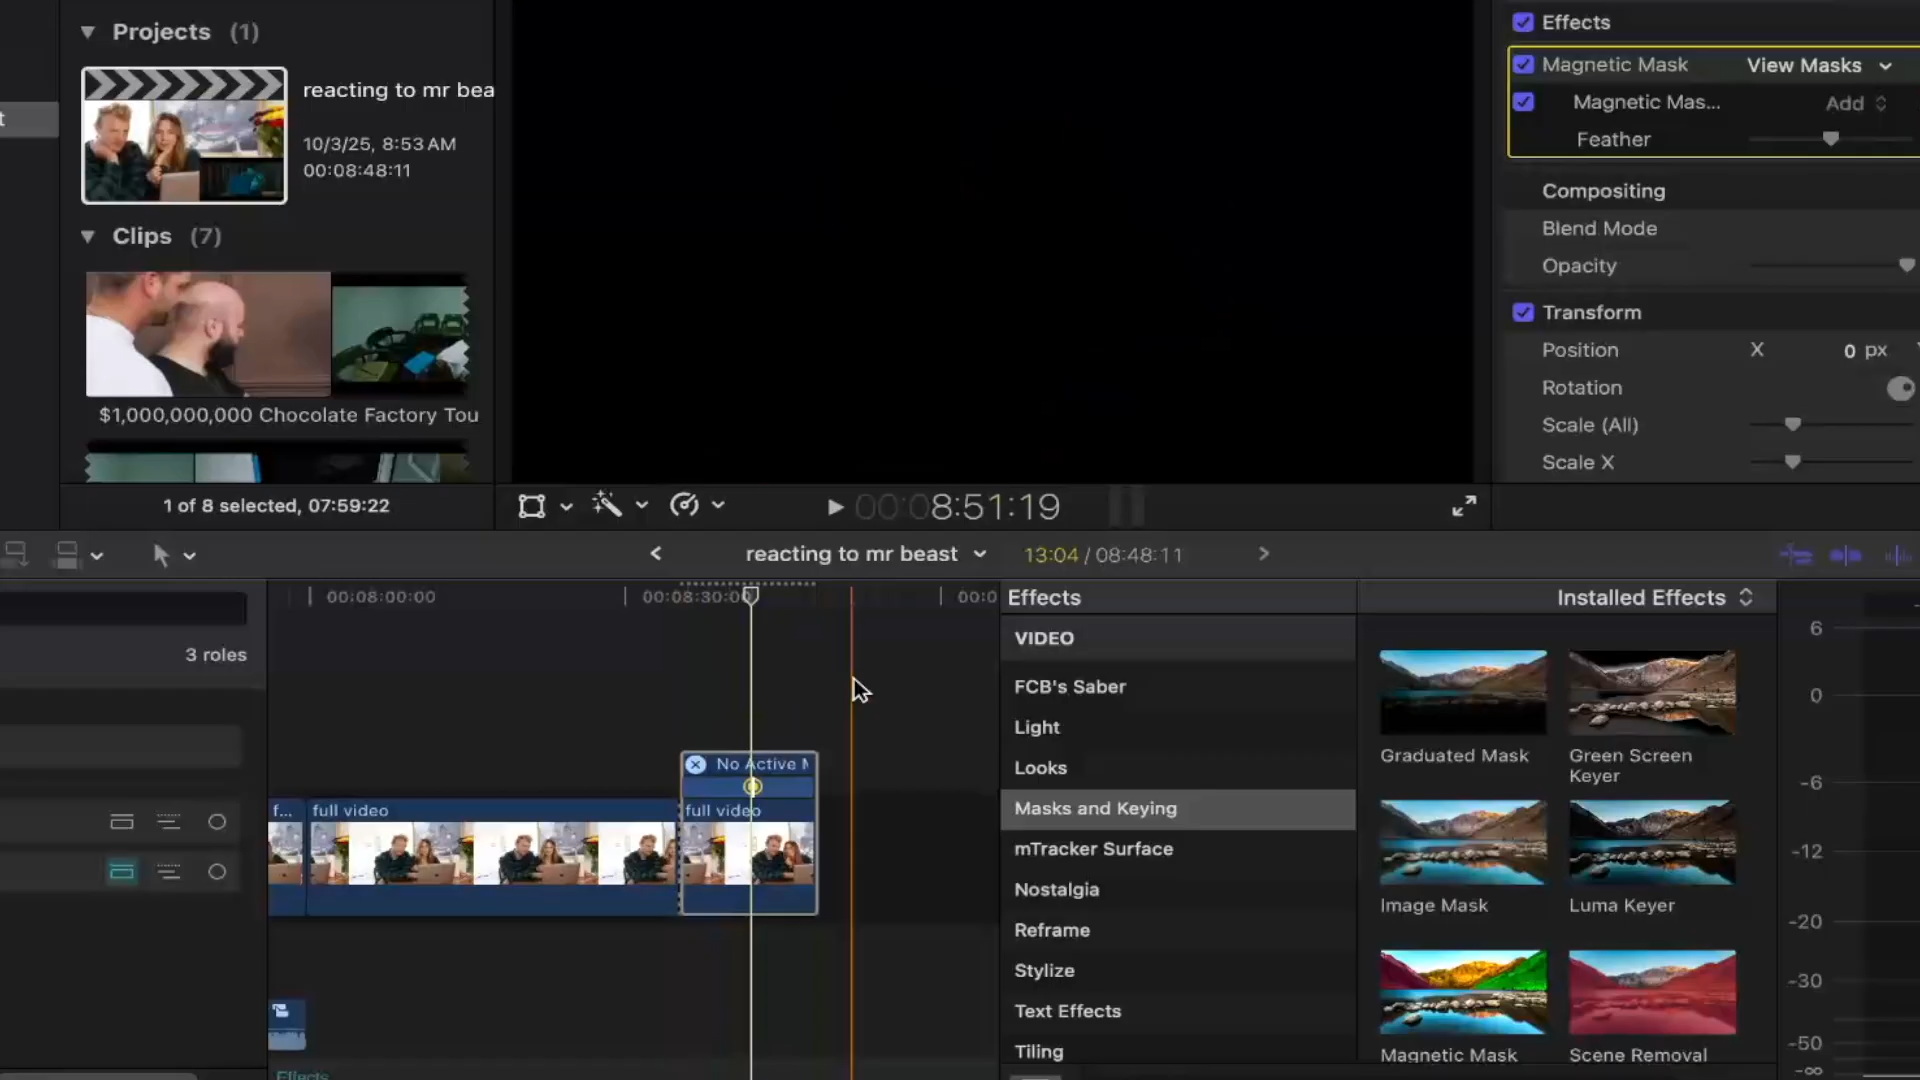 Projects (1)
reacting to mr bea
10/3/25, 8:53 AM
00:08:48:11
Clips (7)
$1,000,000,000 Chocolate Factory Tou
1 of 8 selected, 07:59:22
00:08:51:19
Effects
Magnetic Mask View Masks
Magnetic Mas... Add
Feather
Compositing
Blend Mode
Opacity
Transform
Position X 0 px
Rotation
Scale (All)
Scale X
reacting to mr beast 13:04 / 08:48:11
00:08:00:00 00:08:30:00 00:0
3 roles
No Active M
f... full video full video
Effects
Effects Installed Effects
VIDEO
FCB's Saber
Light
Looks
Masks and Keying
mTracker Surface
Nostalgia
Reframe
Stylize
Text Effects
Tiling
Graduated Mask
Green Screen
Keyer
Image Mask
Luma Keyer
Magnetic Mask
Scene Removal
6
0
-6
-12
-20
-30
-50
-∞